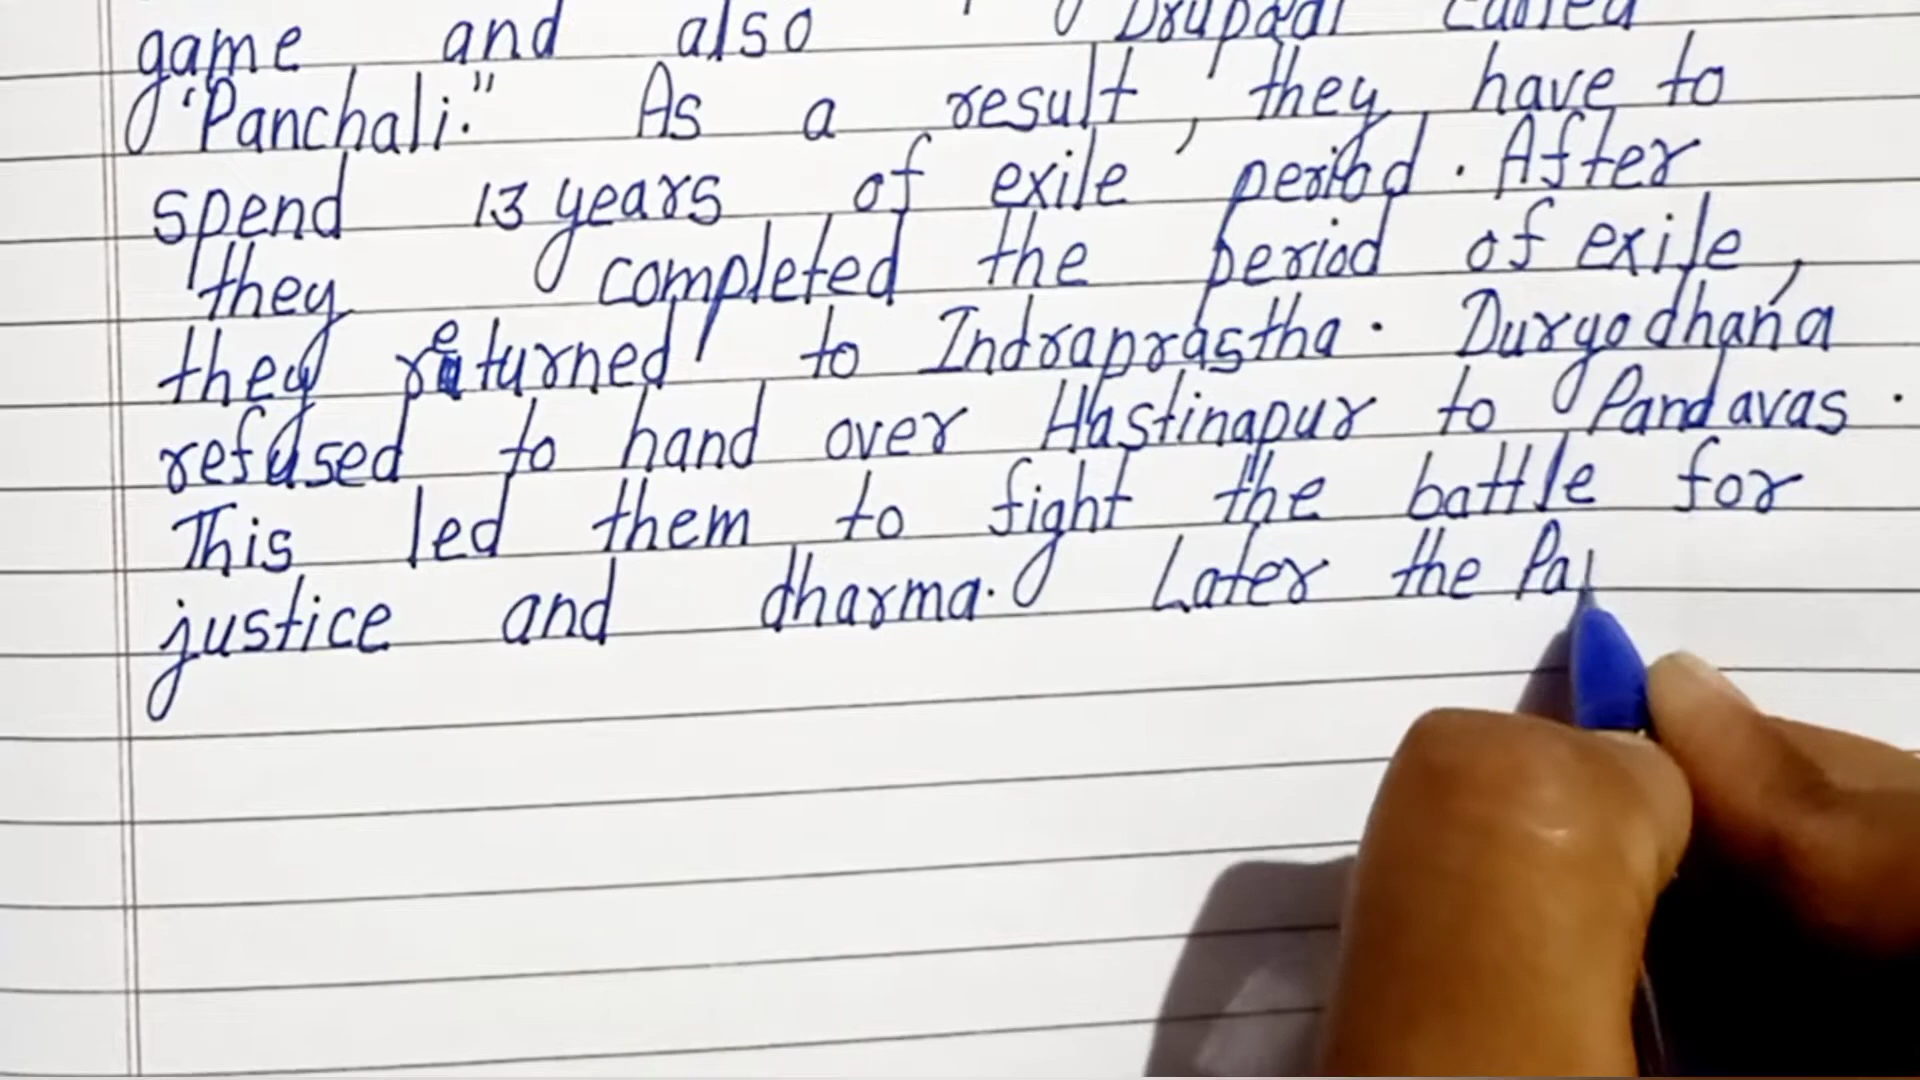 game and also Drupadi called
"Panchali." As a result, they have to
spend 13 years of exile period. After
they completed the period of exile,
they returned to Indraprastha. Duryodhana
refused to hand over Hastinapur to Pandavas.
This led them to fight the battle for
justice and dharma. Later the Pa